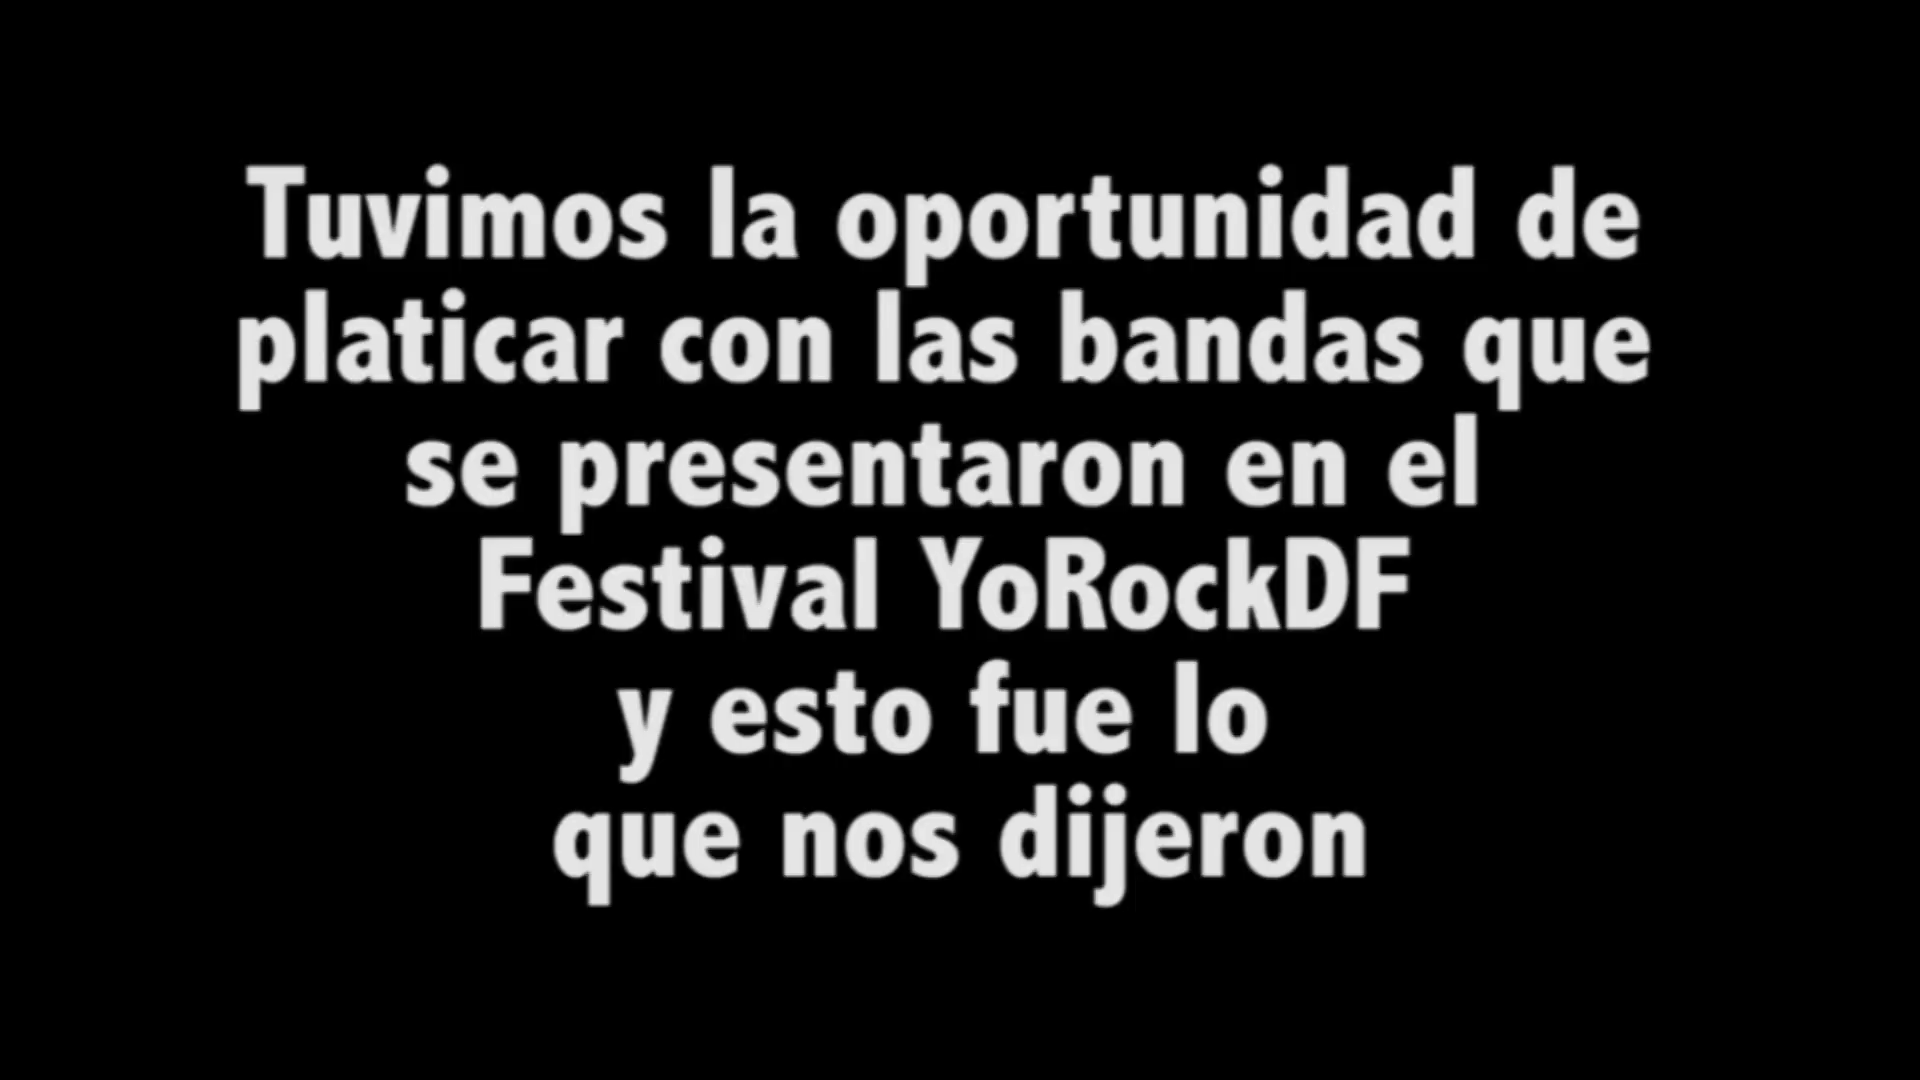 Tuvimos la oportunidad de
platicar con las bandas que
se presentaron en el
Festival YoRockDF
y esto fue lo
que nos dijeron